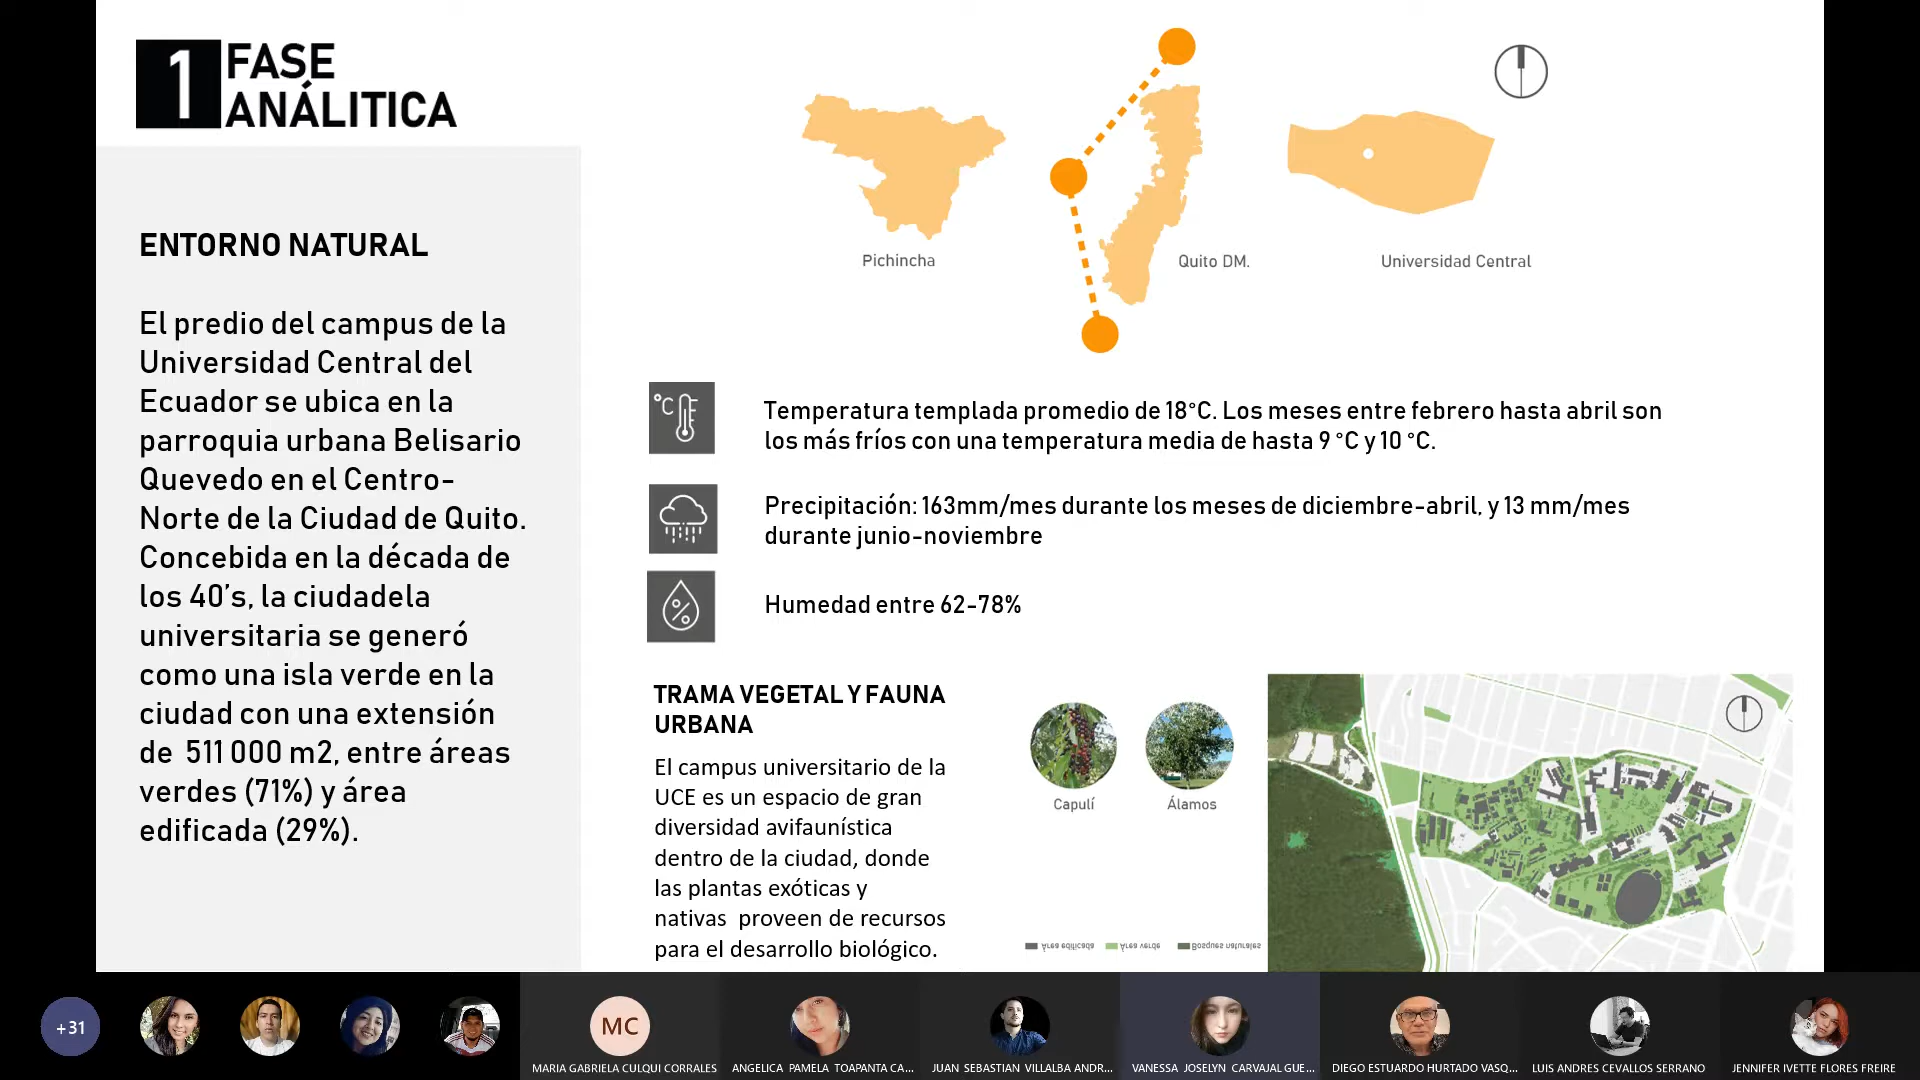 1 FASE
ANÁLITICA
ENTORNO NATURAL
El predio del campus de la
Universidad Central del
Ecuador se ubica en la
parroquia urbana Belisario
Quevedo en el Centro-
Norte de la Ciudad de Quito.
Concebida en la década de
los 40's, la ciudadela
universitaria se generó
como una isla verde en la
ciudad con una extensión
de 511 000 m2, entre áreas
verdes (71%) y área
edificada (29%).
Pichincha
Quito DM.
Universidad Central
°C
Temperatura templada promedio de 18°C. Los meses entre febrero hasta abril son
los más fríos con una temperatura media de hasta 9 °C y 10 °C.
Precipitación: 163mm/mes durante los meses de diciembre-abril, y 13 mm/mes
durante junio-noviembre
%
Humedad entre 62-78%
TRAMA VEGETAL Y FAUNA
URBANA
El campus universitario de la
UCE es un espacio de gran
diversidad avifaunística
dentro de la ciudad, donde
las plantas exóticas y
nativas proveen de recursos
para el desarrollo biológico.
Capulí
Álamos
Área edificada
Área verde
Bosques naturales
+31
MC
MARIA GABRIELA CULQUI CORRALES
ANGELICA PAMELA TOAPANTA CA...
JUAN SEBASTIAN VILLALBA ANDR...
VANESSA JOSELYN CARVAJAL GUE...
DIEGO ESTUARDO HURTADO VASQ...
LUIS ANDRES CEVALLOS SERRANO
JENNIFER IVETTE FLORES FREIRE